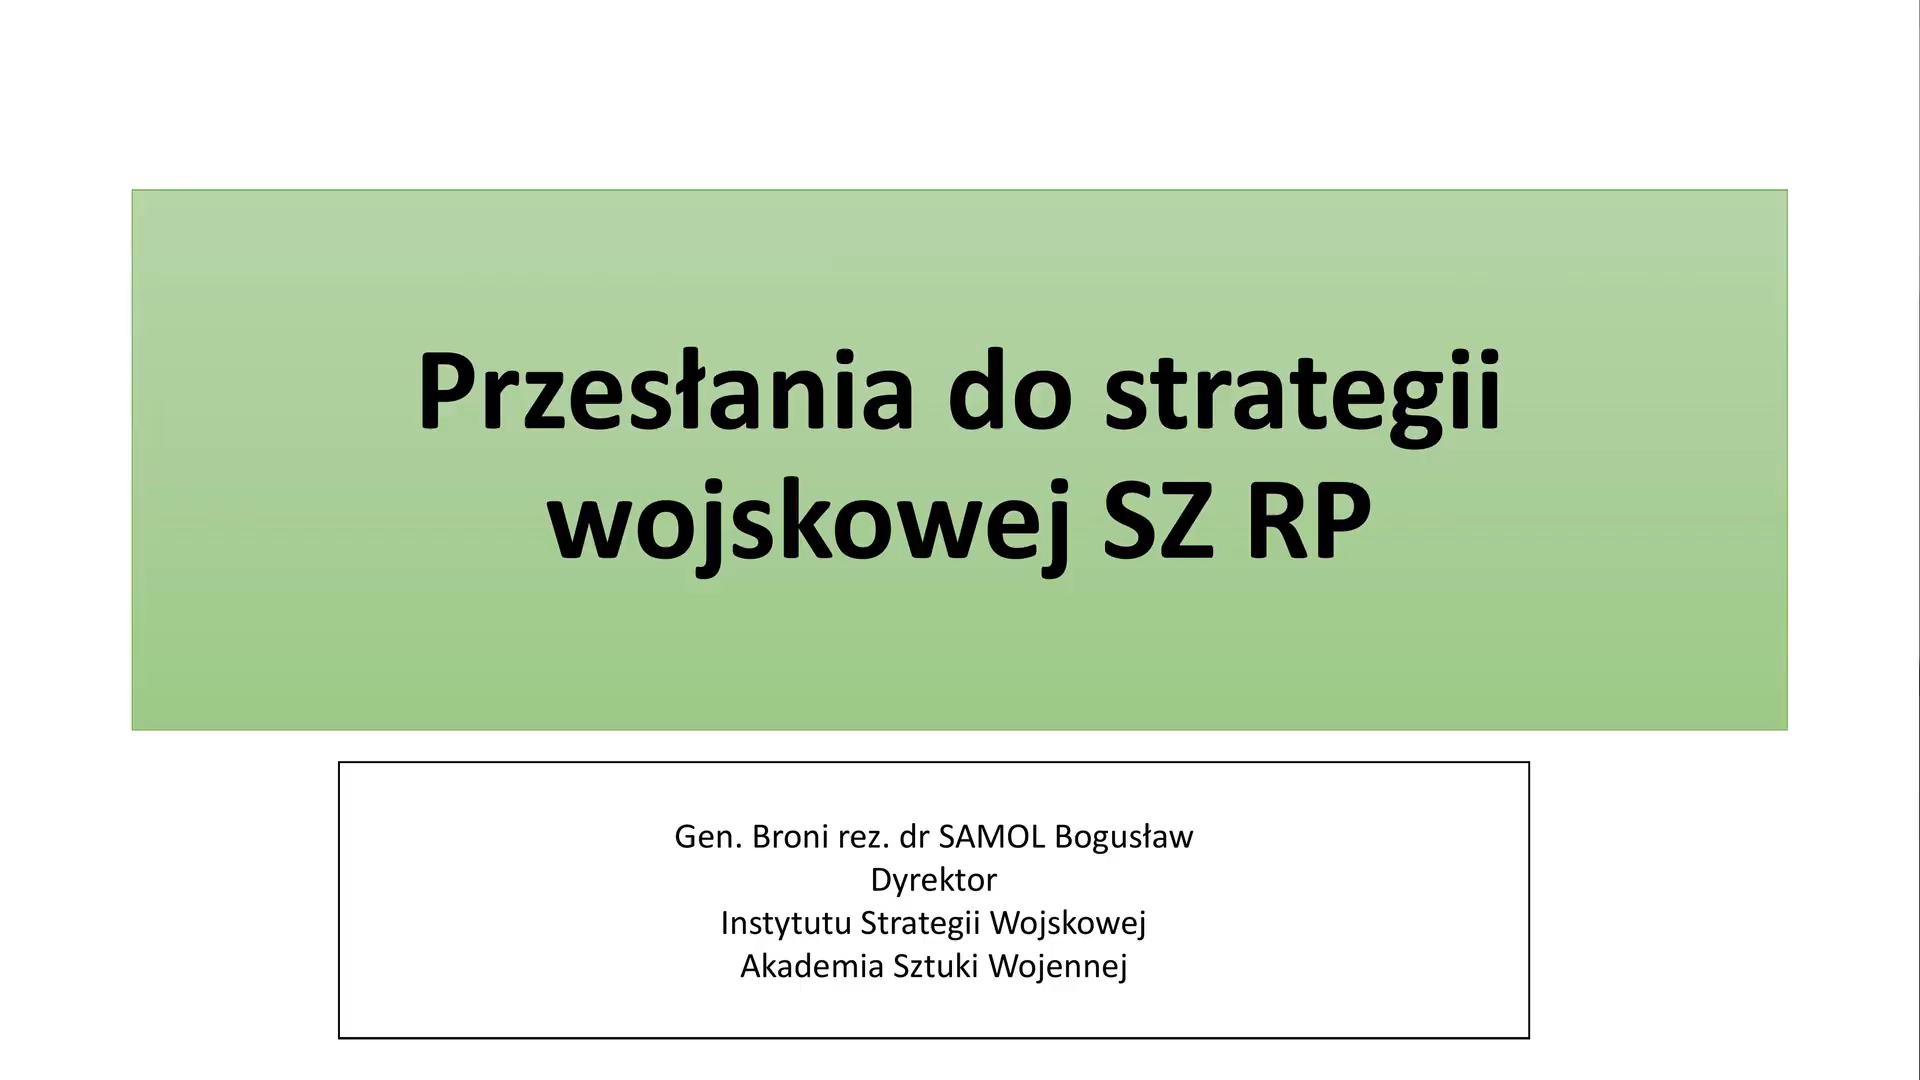 Przesłania do strategii
wojskowej SZ RP
Gen. Broni rez. dr SAMOL Bogusław
Dyrektor
Instytutu Strategii Wojskowej
Akademia Sztuki Wojennej